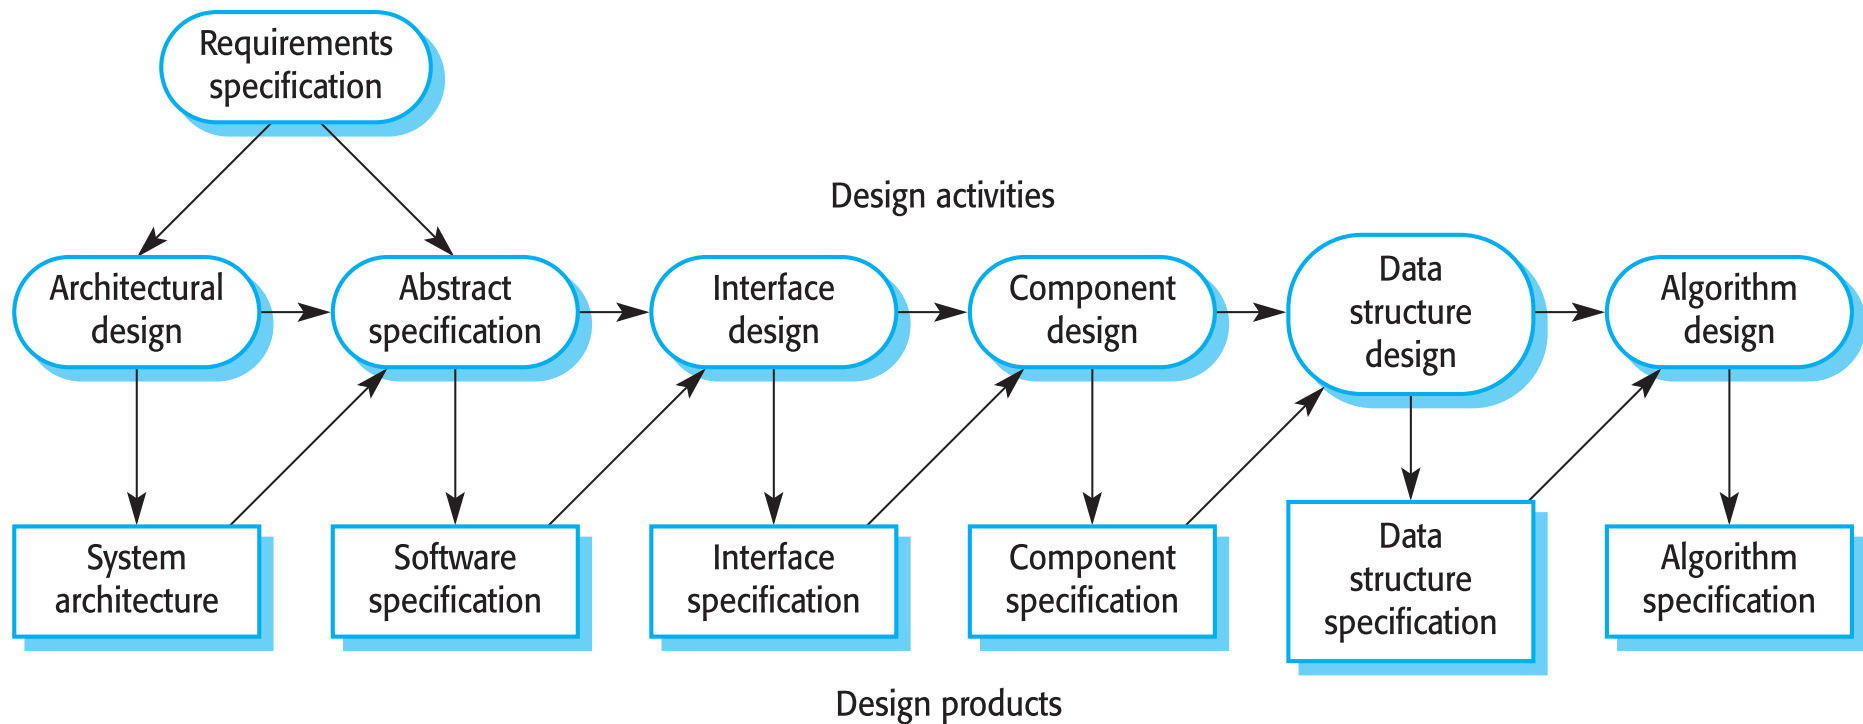 Requirements
specification
Design activities
Architectural
design
Abstract
specification
Interface
design
Component
design
Data
structure
design
Algorithm
design
System
architecture
Software
specification
Interface
specification
Component
specification
Data
structure
specification
Algorithm
specification
Design products